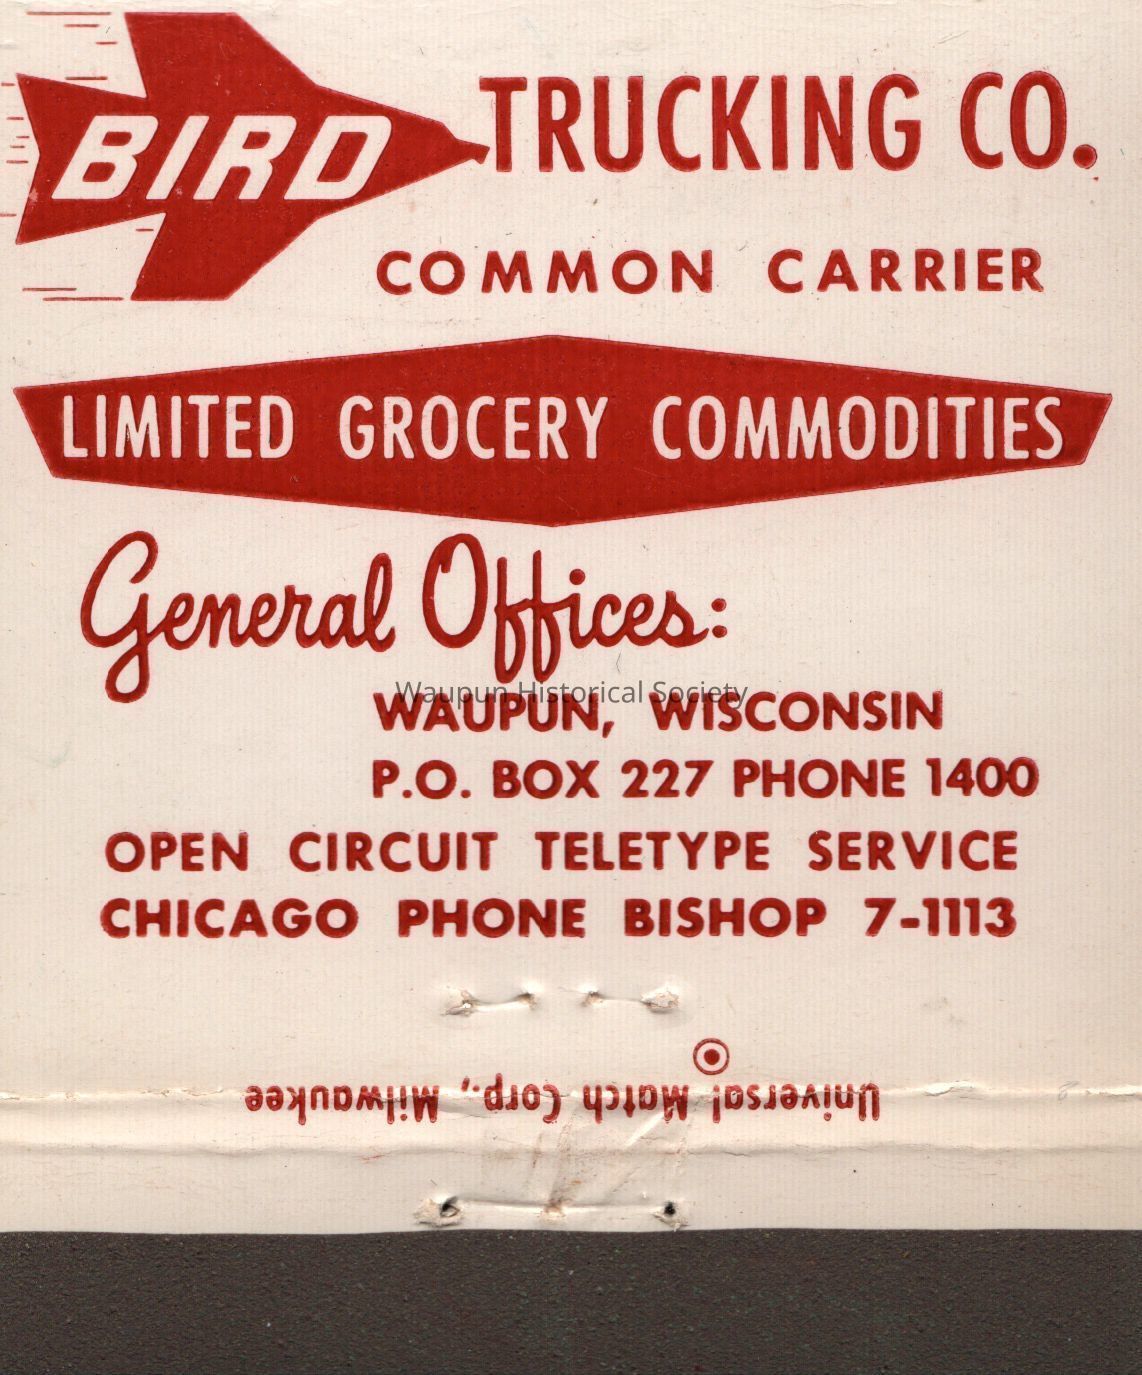 BIRD TRUCKING CO.
COMMON CARRIER
LIMITED GROCERY COMMODITIES
General Offices:
Waupun Historical Society
WAUPUN, WISCONSIN
P.O. BOX 227 PHONE 1400
OPEN CIRCUIT TELETYPE SERVICE
CHICAGO PHONE BISHOP 7-1113
Universal Match Corp., Milwaukee